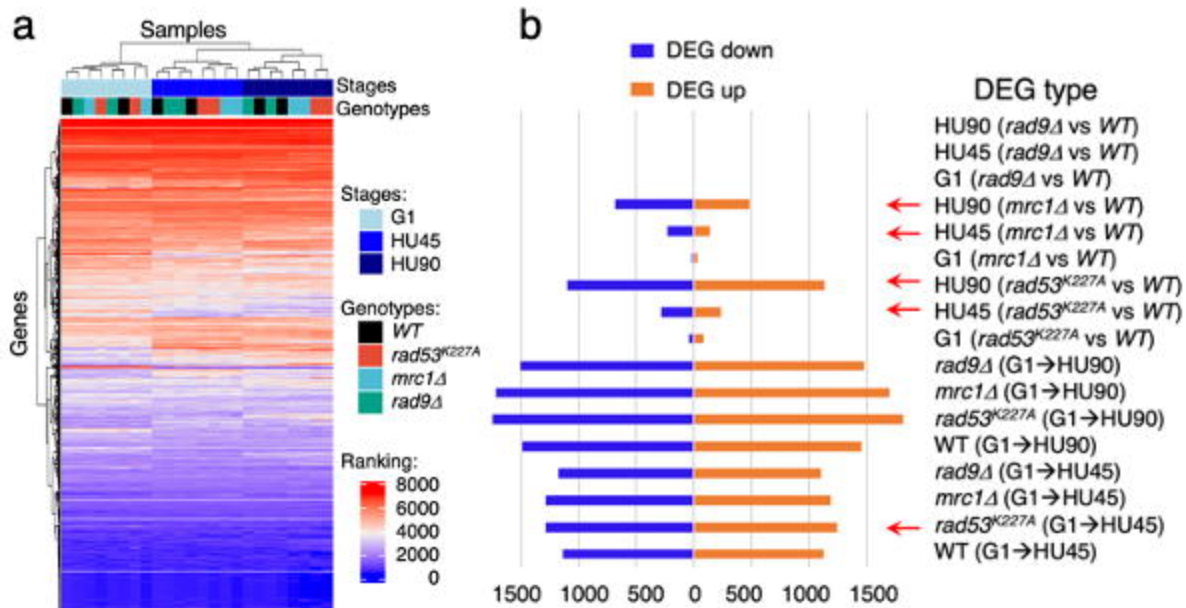 a
Samples
Stages
Genotypes
Genes
Stages:
G1
HU45
HU90
Genotypes:
WT
rad53K227A
mrc1Δ
rad9Δ
Ranking:
8000
6000
4000
2000
0
b
DEG down
DEG up
DEG type
HU90 (rad9Δ vs WT)
HU45 (rad9Δ vs WT)
G1 (rad9Δ vs WT)
HU90 (mrc1Δ vs WT)
HU45 (mrc1Δ vs WT)
G1 (mrc1Δ vs WT)
HU90 (rad53K227A vs WT)
HU45 (rad53K227A vs WT)
G1 (rad53K227A vs WT)
rad9Δ (G1→HU90)
mrc1Δ (G1→HU90)
rad53K227A (G1→HU90)
WT (G1→HU90)
rad9Δ (G1→HU45)
mrc1Δ (G1→HU45)
rad53K227A (G1→HU45)
WT (G1→HU45)
1500 1000 500 0 500 1000 1500